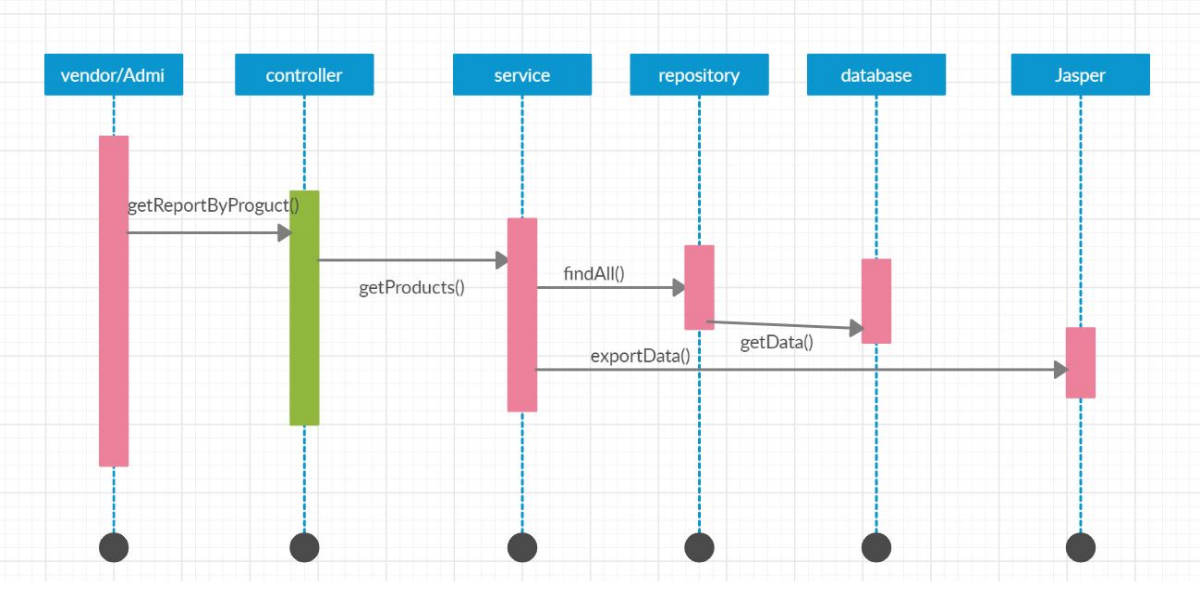 vendor/Admi
controller
service
repository
database
Jasper
getReportByProguct()
getProducts()
findAll()
getData()
exportData()